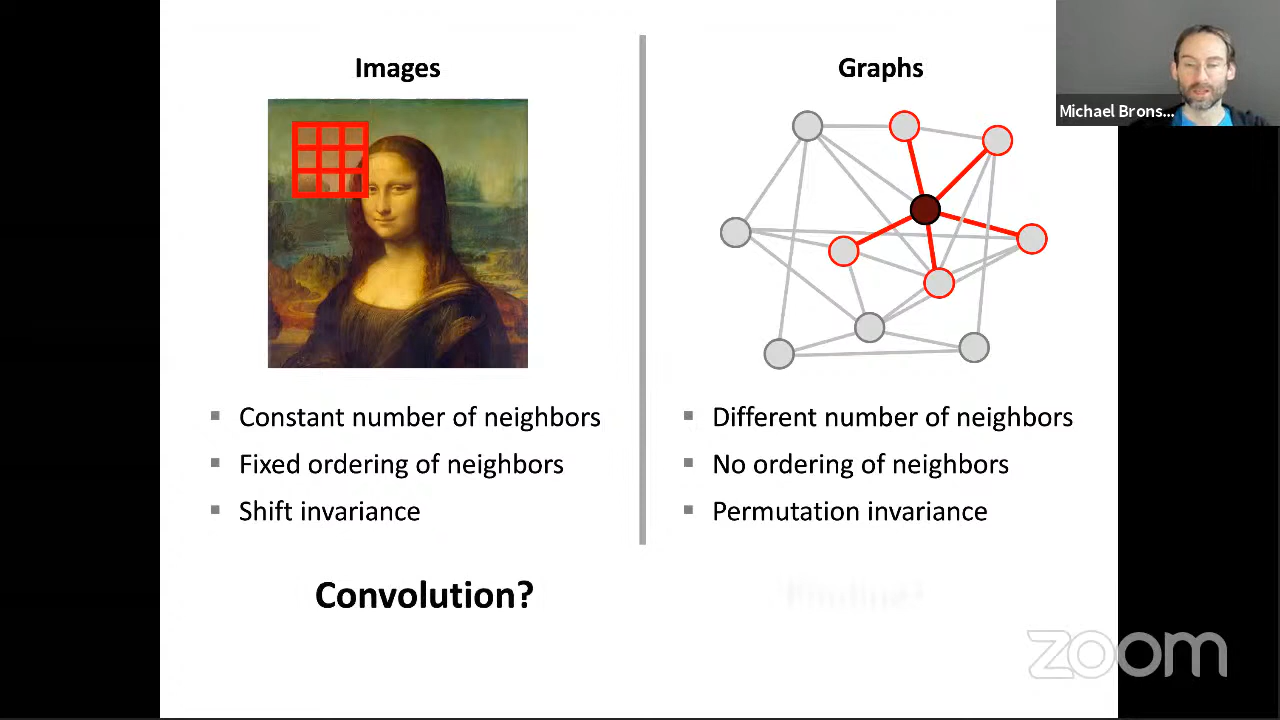 Images
Constant number of neighbors
Fixed ordering of neighbors
Shift invariance
Convolution?
Graphs
Different number of neighbors
No ordering of neighbors
Permutation invariance
Michael Brons...
zoom